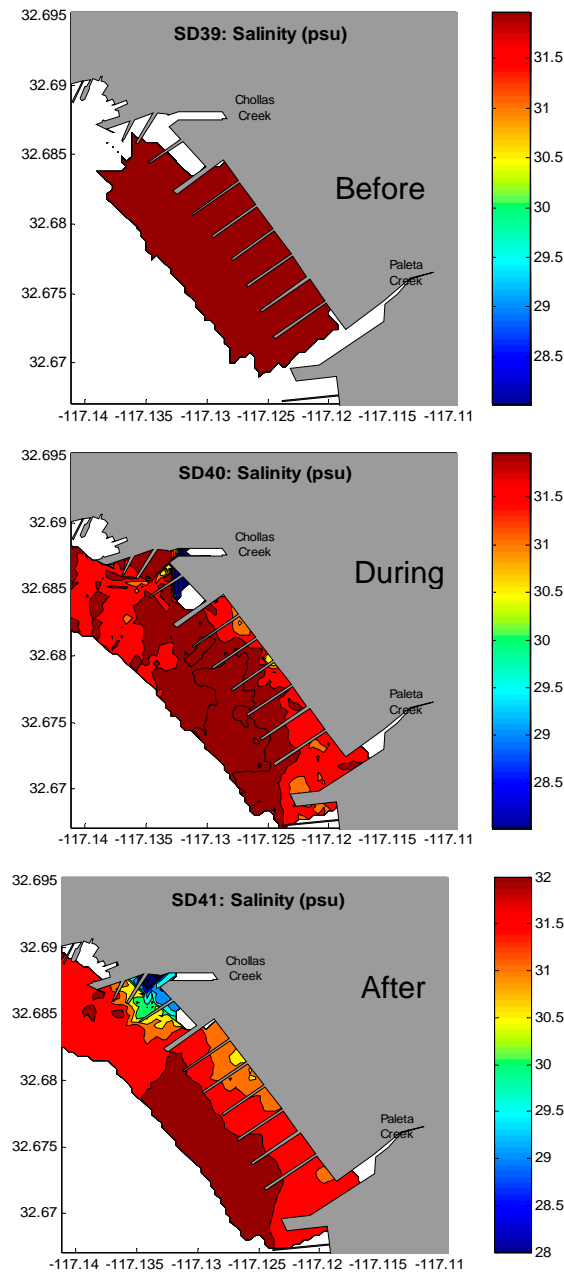 32.695
SD39: Salinity (psu)
31.5
32.69
Chollas
Creek
31
32.685
30.5
Before
32.68
30
Paleta
Creek
29.5
32.675
29
32.67
28.5
-117.14 -117.135 -117.13 -117.125 -117.12 -117.115 -117.11
32.695
SD40: Salinity (psu)
31.5
32.69
Chollas
Creek
31
During
32.685
30.5
32.68
30
Paleta
Creek
29.5
32.675
29
32.67
28.5
-117.14 -117.135 -117.13 -117.125 -117.12 -117.115 -117.11
32.695
32
SD41: Salinity (psu)
31.5
32.69
Chollas
Creek
31
After
32.685
30.5
32.68
30
Paleta
Creek
29.5
32.675
29
32.67
28.5
28
-117.14 -117.135 -117.13 -117.125 -117.12 -117.115 -117.11